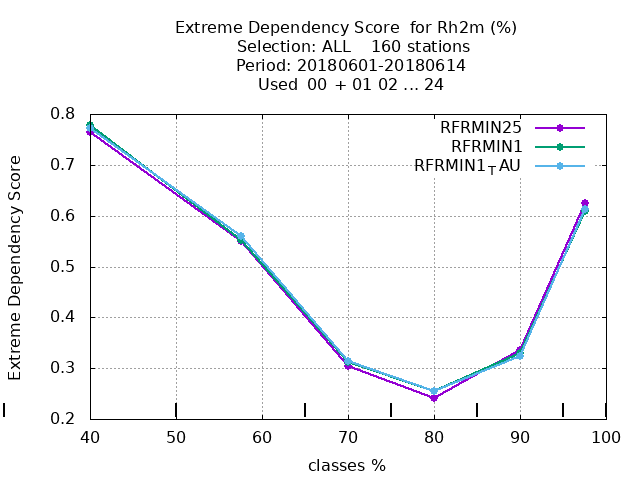 Extreme Dependency Score  for Rh2m (%)
Selection: ALL    160 stations
Period: 20180601-20180614
Used  00 + 01 02 ... 24
RFRMIN25
RFRMIN1
RFRMIN1TAU
Extreme Dependency Score
0.8
0.7
0.6
0.5
0.4
0.3
0.2
40 50 60 70 80 90 100
classes %